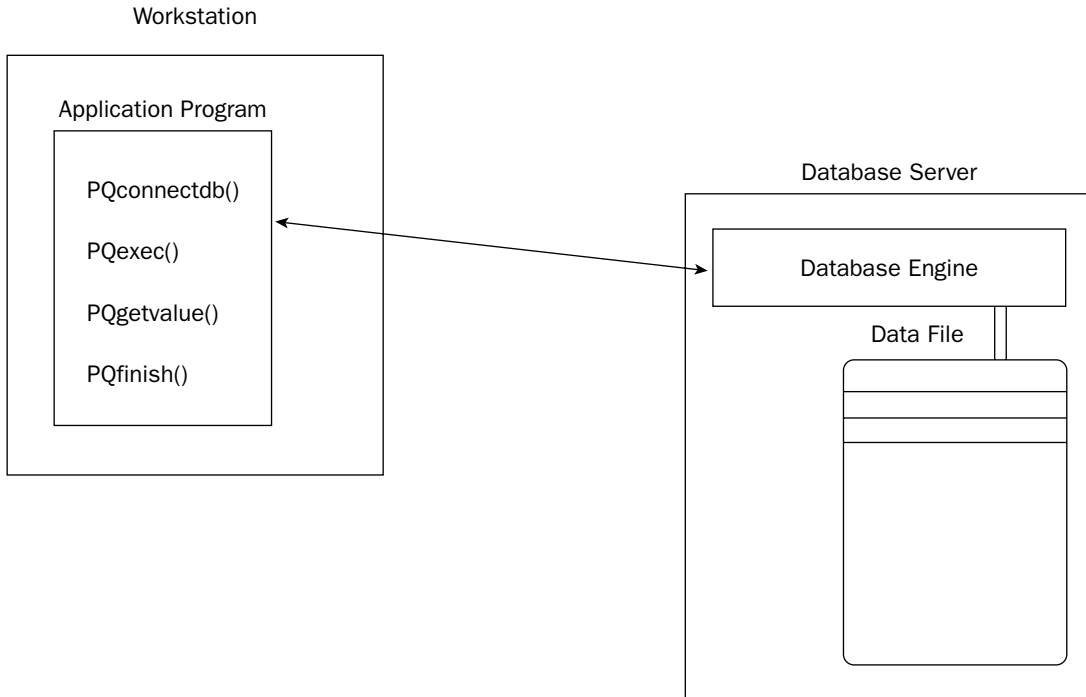 Workstation
Application Program
PQconnectdb()
PQexec()
PQgetvalue()
PQfinish()
Database Server
Database Engine
Data File